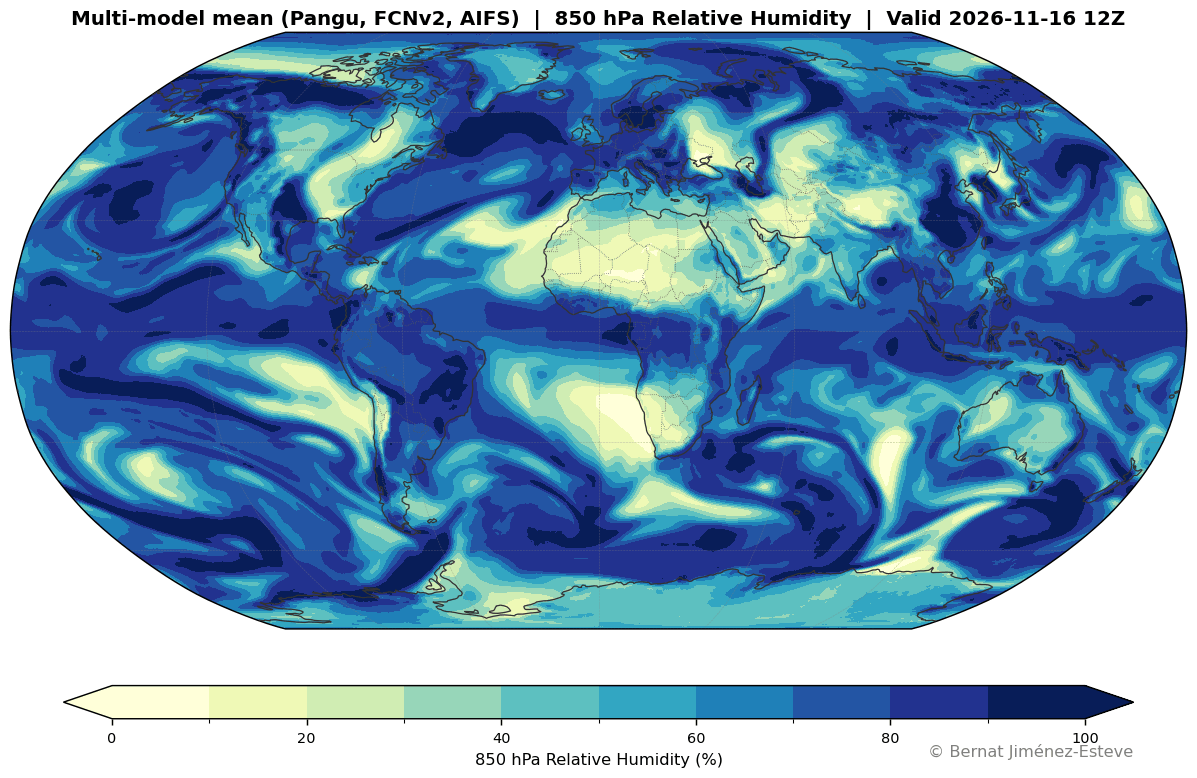 Multi-model mean (Pangu, FCNv2, AIFS)  |  850 hPa Relative Humidity  |  Valid 2026-11-16 12Z
0 20 40 60 80 100
850 hPa Relative Humidity (%)
© Bernat Jiménez-Esteve